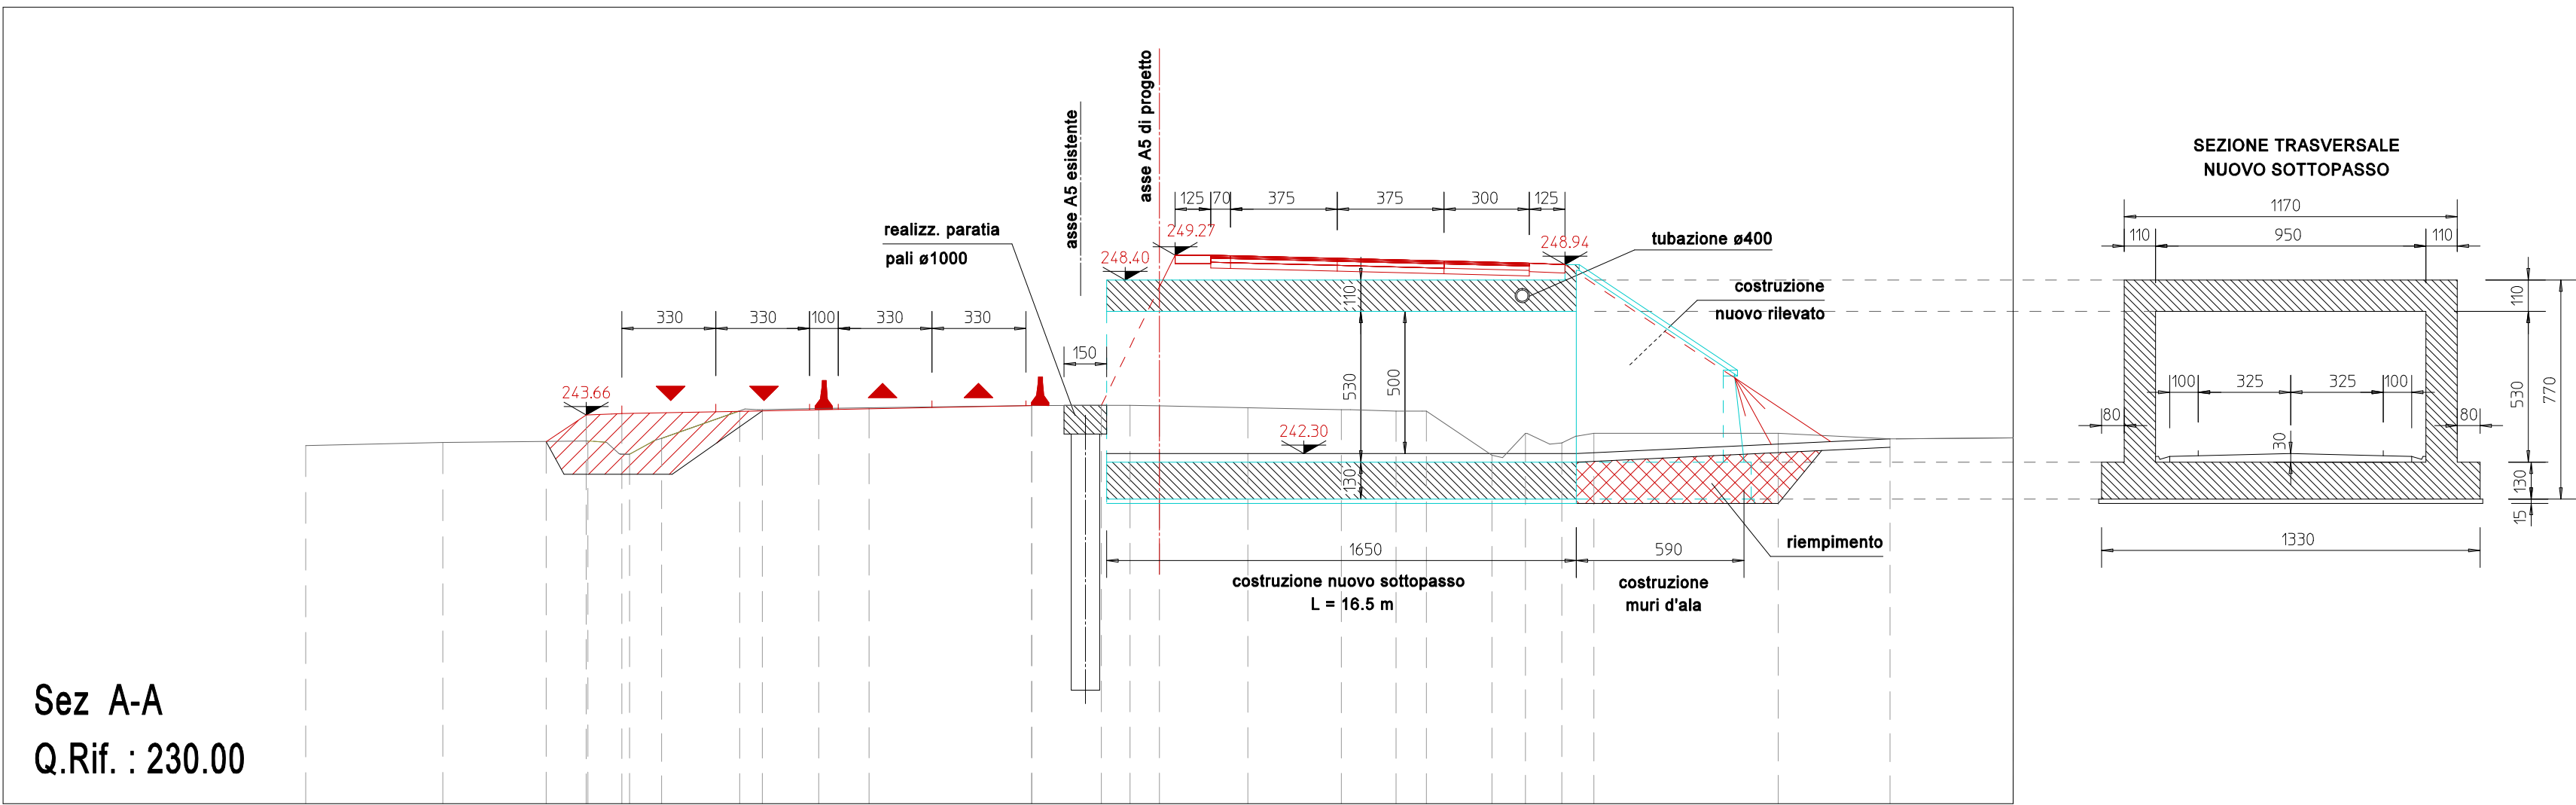 asse A5 esistente
asse A5 di progetto
realizz. paratia
pali ø1000
125 70 375 375 300 125
249.27
248.40
248.94
tubazione ø400
costruzione
nuovo rilevato
330 330 100 330 330
150
243.66
110
530
500
130
242.30
1650
590
riempimento
costruzione nuovo sottopasso
L = 16.5 m
costruzione
muri d'ala
Sez A-A
Q.Rif. : 230.00
SEZIONE TRASVERSALE
NUOVO SOTTOPASSO
1170
110 950 110
100 325 325 100
80
80
30
110
530
770
130
15
1330